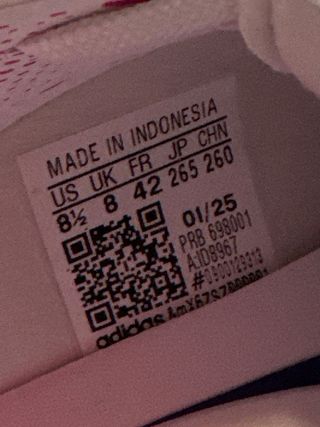 MADE IN INDONESIA
US UK FR JP CHN
8½ 8 42 265 260
01/25
PRB 698001
adidas